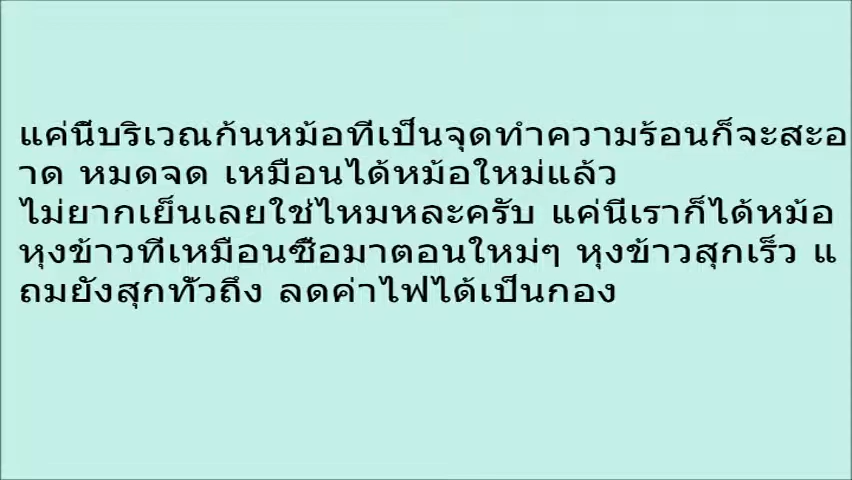 แค่นี้บริเวณก้นหม้อที่เป็นจุดทำความร้อนก็จะสะอ
าด หมดจด เหมือนได้หม้อใหม่แล้ว
ไม่ยากเย็นเลยใช่ไหมหละครับ แค่นี้เราก็ได้หม้อ
หุงข้าวที่เหมือนซื้อมาตอนใหม่ๆ หุงข้าวสุกเร็ว แ
ถมยังสุกทั่วถึง ลดค่าไฟได้เป็นกอง